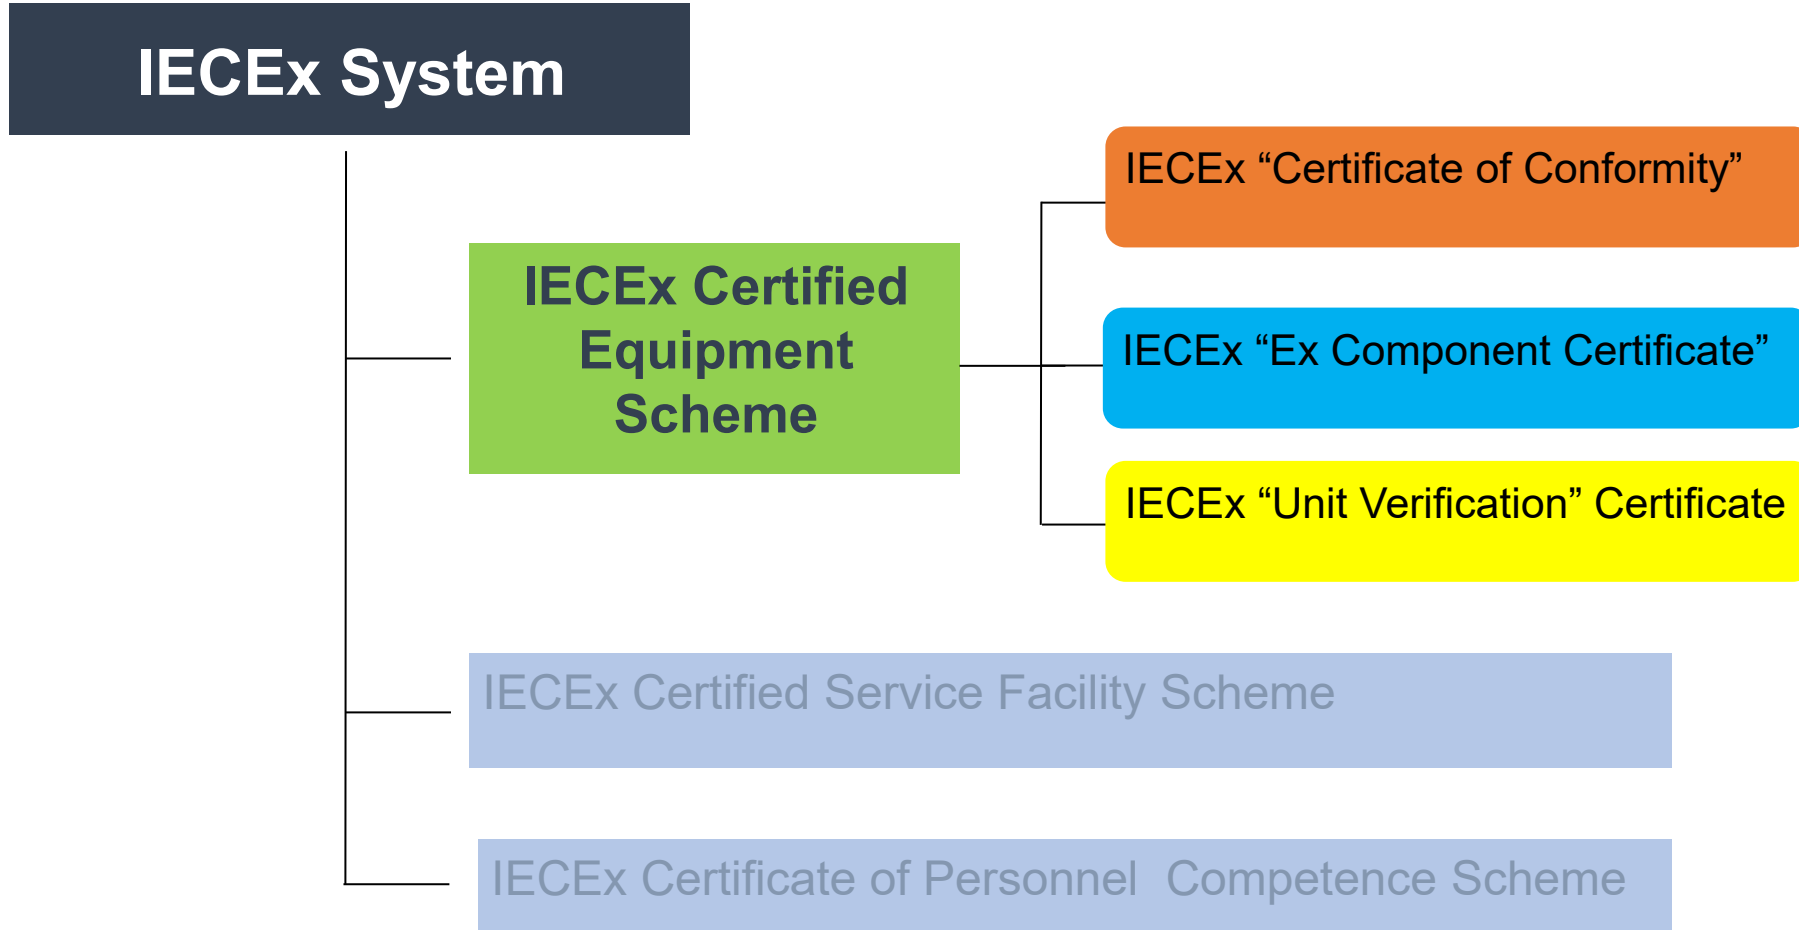 IECEx System
IECEx “Certificate of Conformity”
IECEx Certified
Equipment
Scheme
IECEx “Ex Component Certificate”
IECEx “Unit Verification” Certificate
IECEx Certified Service Facility Scheme
IECEx Certificate of Personnel  Competence Scheme